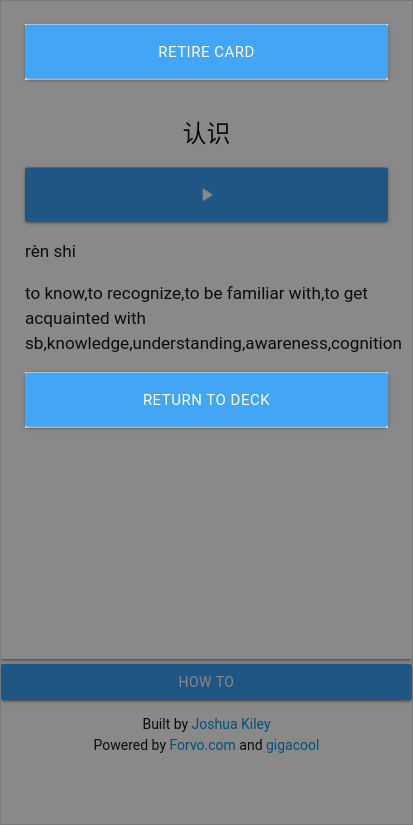 RETIRE CARD
认识
rèn shi
to know,to recognize,to be familiar with,to get
acquainted with
sb,knowledge,understanding,awareness,cognition
RETURN TO DECK
HOW TO
Built by Joshua Kiley
Powered by Forvo.com and gigacool